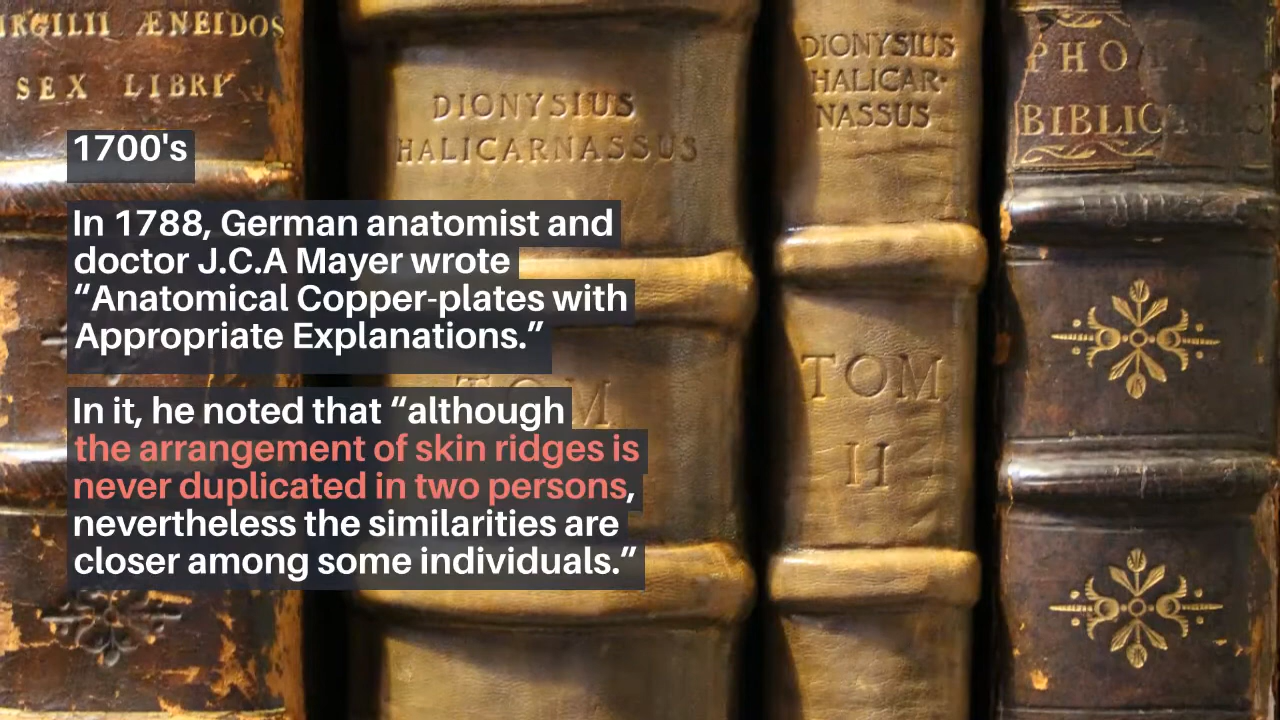 IRGILII ÆNEIDOS
SEX LIBRI
DIONYSIUS
HALICARNASSUS
TOM
DIONYSIUS
HALICAR-
NASSUS
TOM
II
PHO
BIBLIO
1700's
In 1788, German anatomist and
doctor J.C.A Mayer wrote
“Anatomical Copper-plates with
Appropriate Explanations.”
In it, he noted that “although
the arrangement of skin ridges is
never duplicated in two persons,
nevertheless the similarities are
closer among some individuals.”